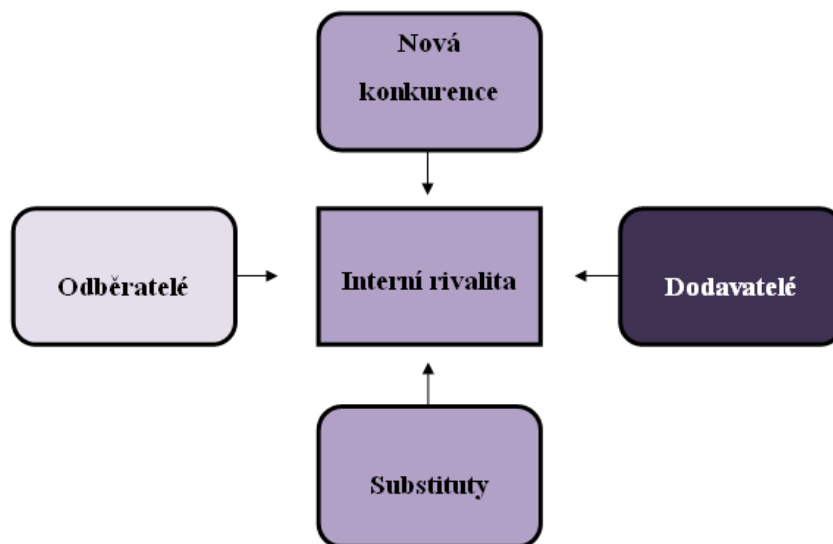 Nová
konkurence
Odběratelé
Interní rivalita
Dodavatelé
Substituty